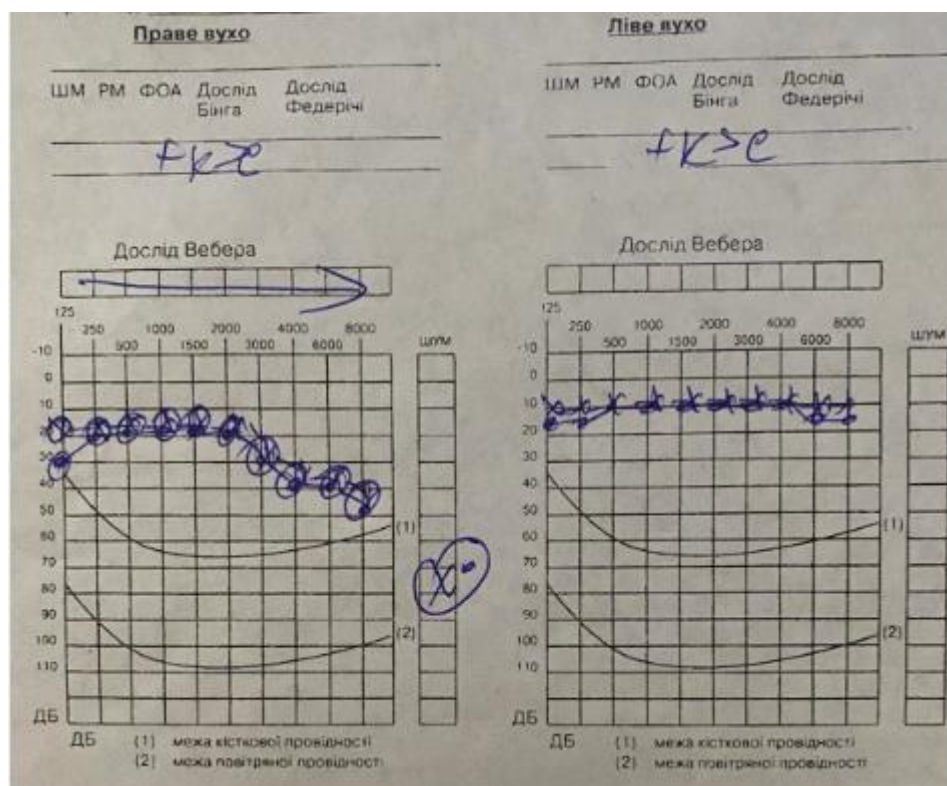 Праве вухо
ШМ РМ ФОА Дослід Бінга Дослід Федерічі
+K>C
Дослід Вебера
125
250 1000 2000 4000 8000
500 1500 3000 6000
ШУМ
-10
0
10
20
30
40
50
60
70
80
90
100
110
ДБ
(1)
(2)
ДБ (1) межа кісткової провідності
(2) межа повітряної провідності
Ліве вухо
ШМ РМ ФОА Дослід Бінга Дослід Федерічі
+K>C
Дослід Вебера
125
250 1000 2000 4000 8000
500 1500 3000 6000
ШУМ
-10
0
10
20
30
40
50
60
70
80
90
100
110
ДБ
(1)
(2)
ДБ (1) межа кісткової провідності
(2) межа повітряної провідності